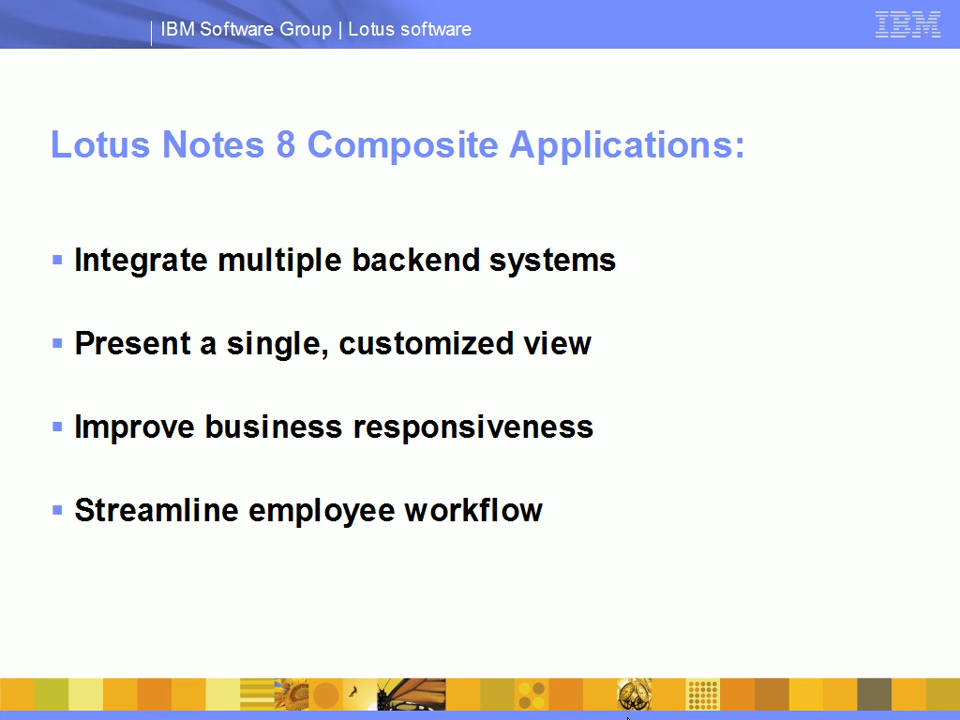 IBM Software Group | Lotus software
IBM
Lotus Notes 8 Composite Applications:
Integrate multiple backend systems
Present a single, customized view
Improve business responsiveness
Streamline employee workflow